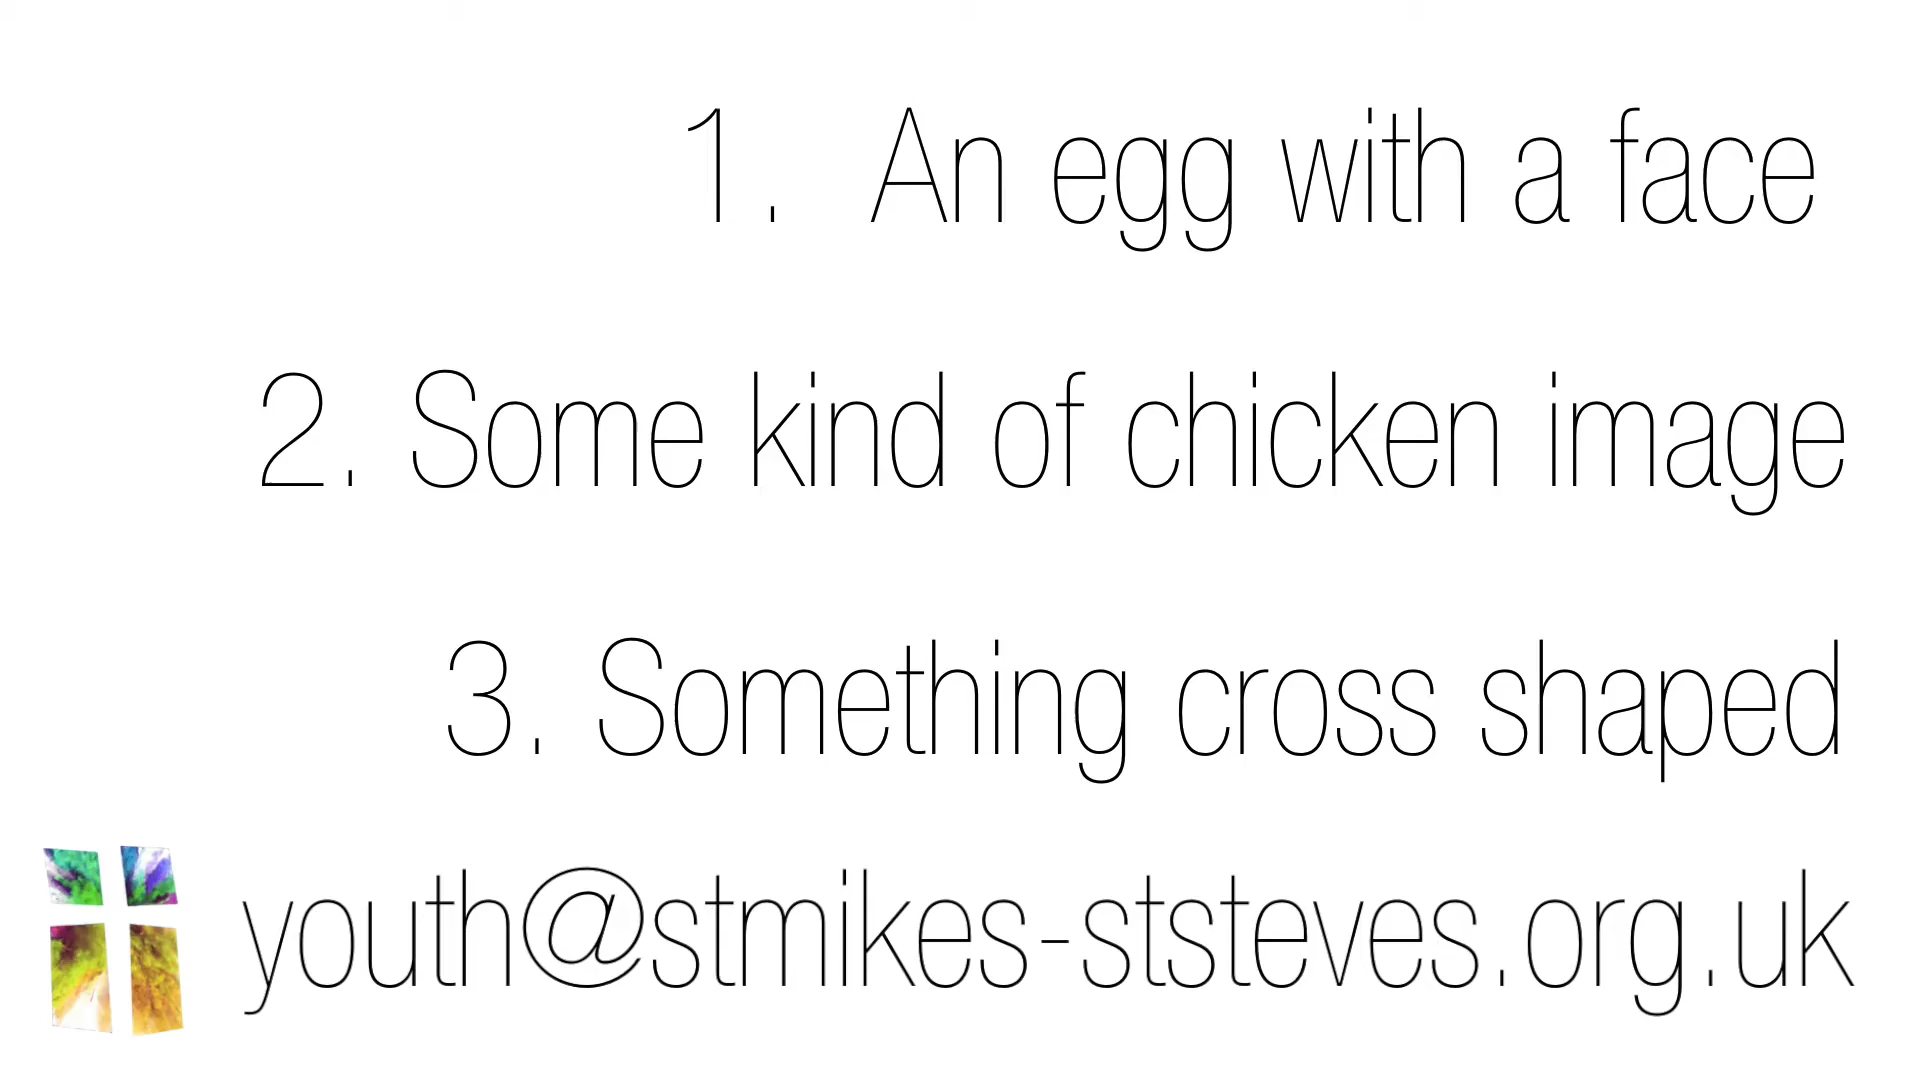 1. An egg with a face
2. Some kind of chicken image
3. Something cross shaped
youth@stmikes-ststeves.org.uk